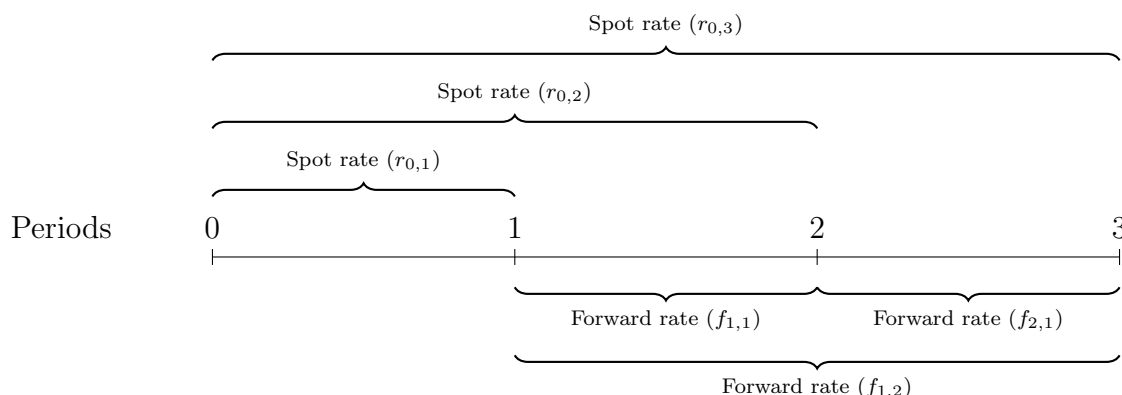 Spot rate (r0,3)
Spot rate (r0,2)
Spot rate (r0,1)
Periods 0 1 2 3
Forward rate (f1,1) Forward rate (f2,1)
Forward rate (f1,2)